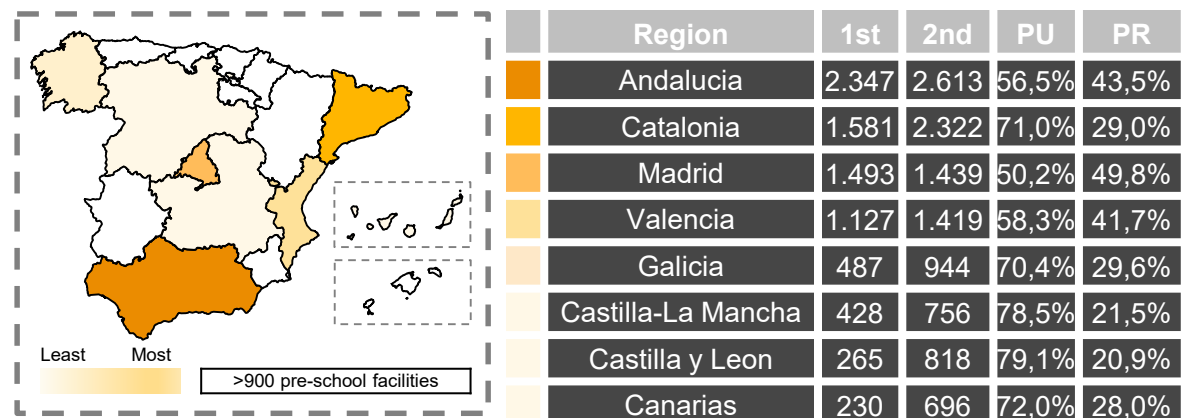 Least Most
>900 pre-school facilities
Region 1st 2nd PU PR
Andalucia 2.347 2.613 56,5% 43,5%
Catalonia 1.581 2.322 71,0% 29,0%
Madrid 1.493 1.439 50,2% 49,8%
Valencia 1.127 1.419 58,3% 41,7%
Galicia 487 944 70,4% 29,6%
Castilla-La Mancha 428 756 78,5% 21,5%
Castilla y Leon 265 818 79,1% 20,9%
Canarias 230 696 72,0% 28,0%